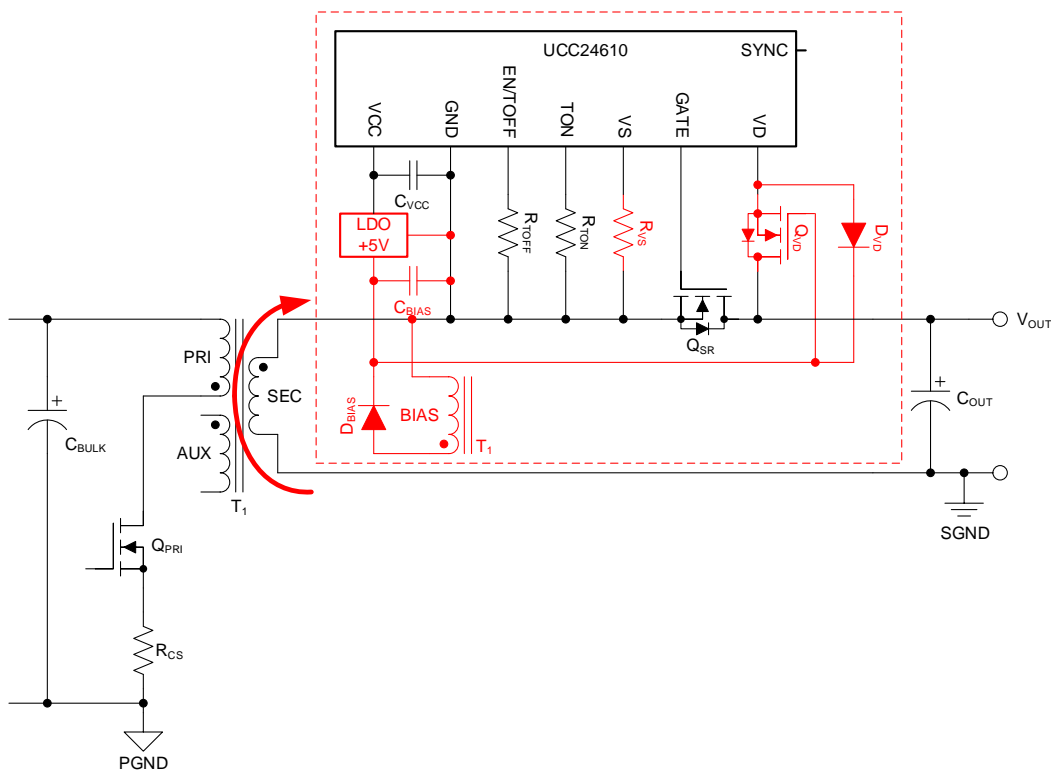 UCC24610
SYNC
VCC
GND
EN/TOFF
TON
VS
GATE
VD
CVCC
LDO
+5V
RTOFF
RTON
RVS
QVD
DVD
CBIAS
QSR
VOUT
PRI
SEC
DBIAS
BIAS
T1
COUT
CBULK
AUX
T1
SGND
QPRI
RCS
PGND
+
+